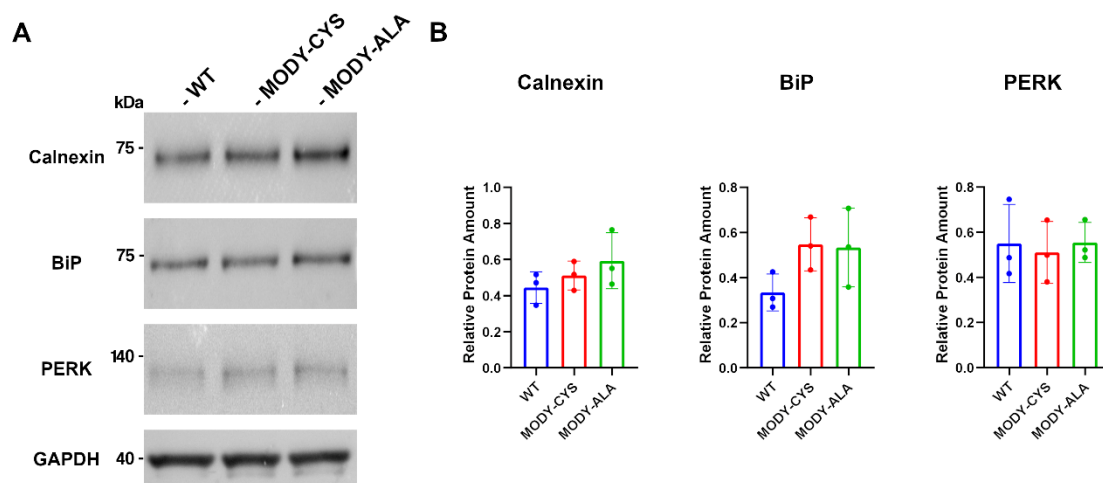 A
- WT
- MODY-CYS
- MODY-ALA
kDa
Calnexin
75 -
BiP
75 -
PERK
140 -
GAPDH
40 -
B
Calnexin
Relative Protein Amount
1.0
0.8
0.6
0.4
0.2
0.0
WT
MODY-CYS
MODY-ALA
BiP
Relative Protein Amount
0.8
0.6
0.4
0.2
0.0
WT
MODY-CYS
MODY-ALA
PERK
Relative Protein Amount
0.8
0.6
0.4
0.2
0.0
WT
MODY-CYS
MODY-ALA